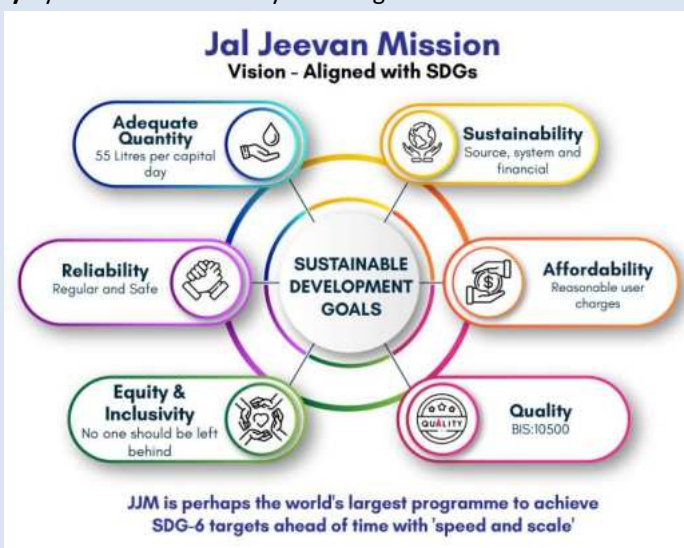 Jal Jeevan Mission
Vision - Aligned with SDGs
Adequate
Quantity
55 Litres per capital
day
Sustainability
Source, system and
financial
Reliability
Regular and Safe
SUSTAINABLE
DEVELOPMENT
GOALS
Affordability
Reasonable user
charges
Equity &
Inclusivity
No one should be left
behind
QUALITY
Quality
BIS:10500
JJM is perhaps the world's largest programme to achieve
SDG-6 targets ahead of time with 'speed and scale'